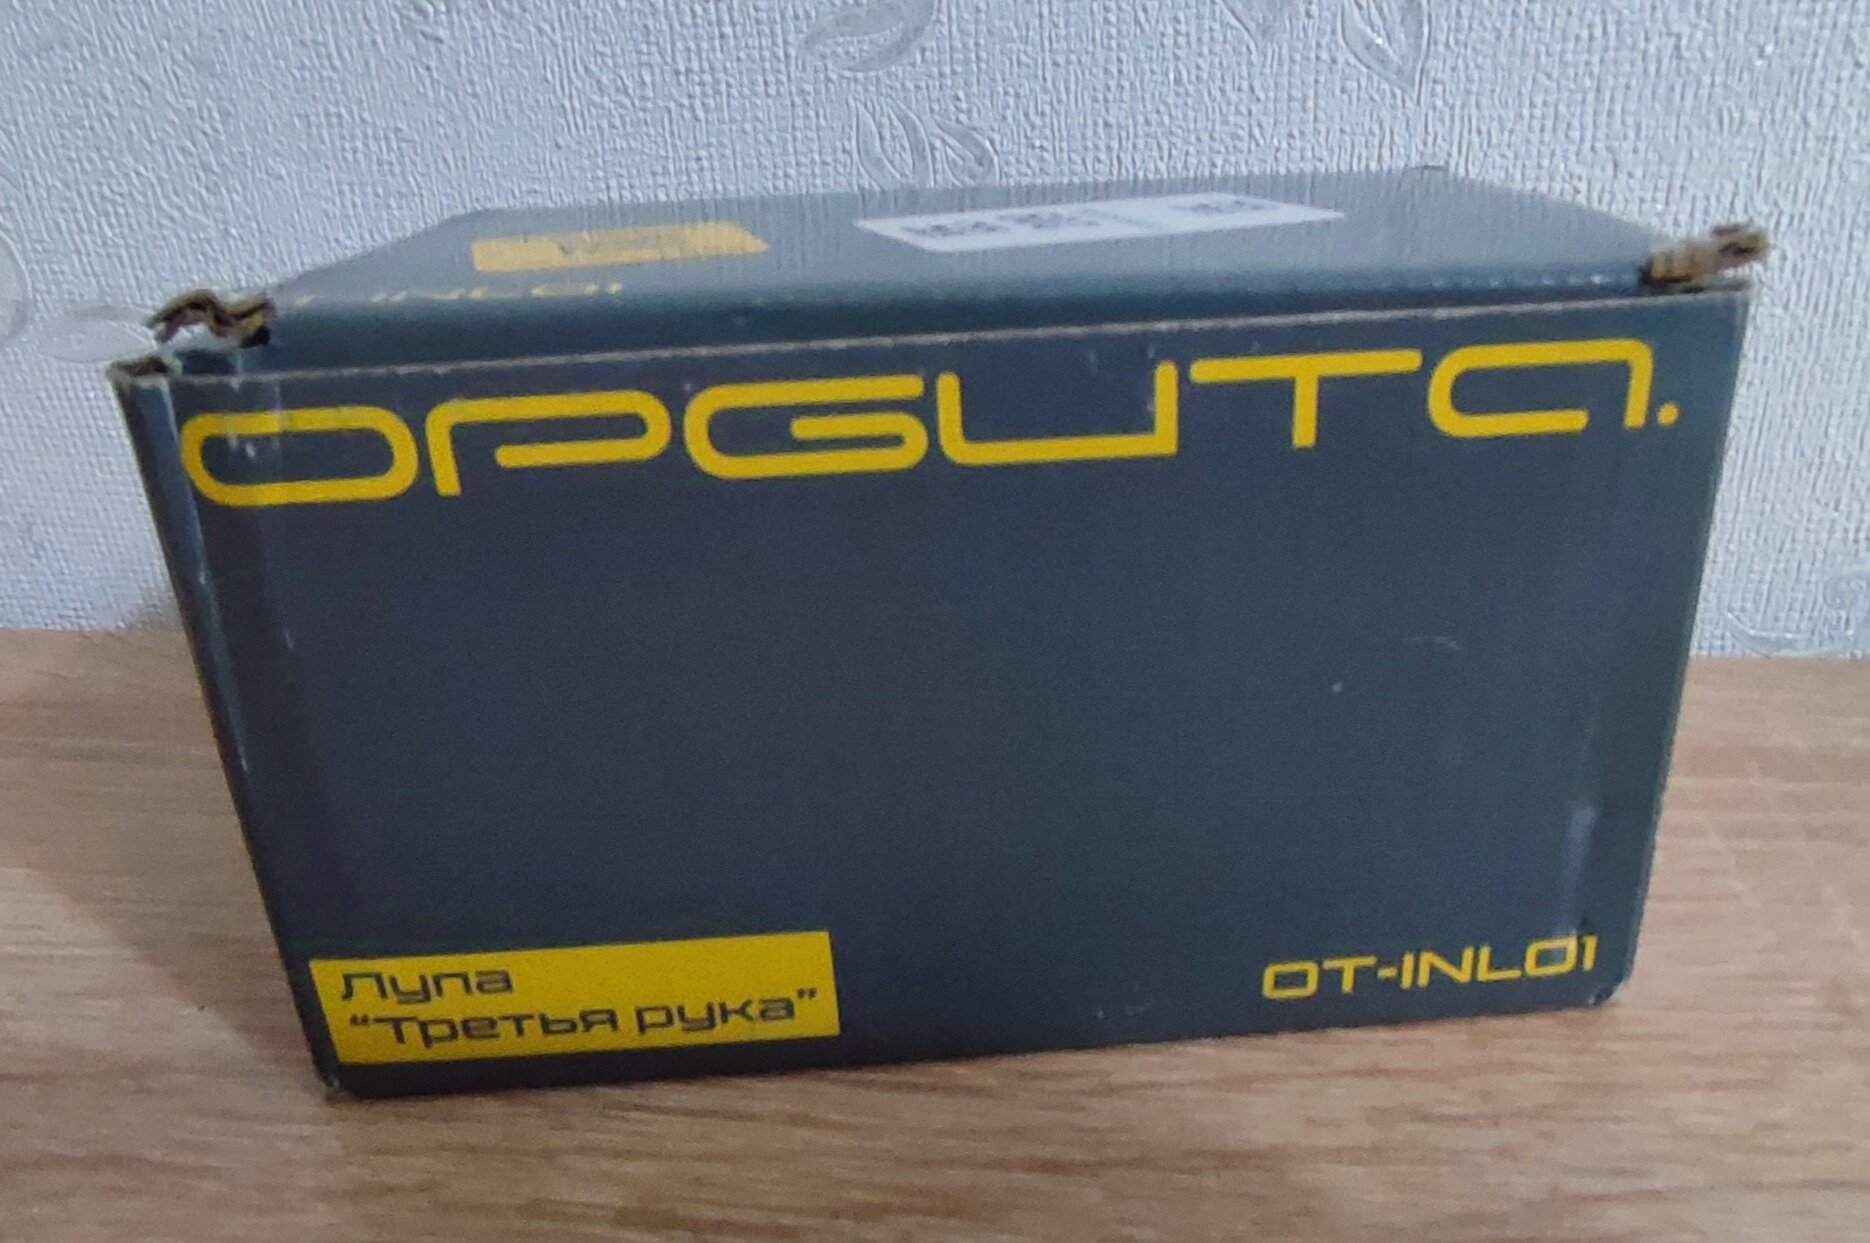 орбита.
Лупа
“Третья рука”
OT-INL01